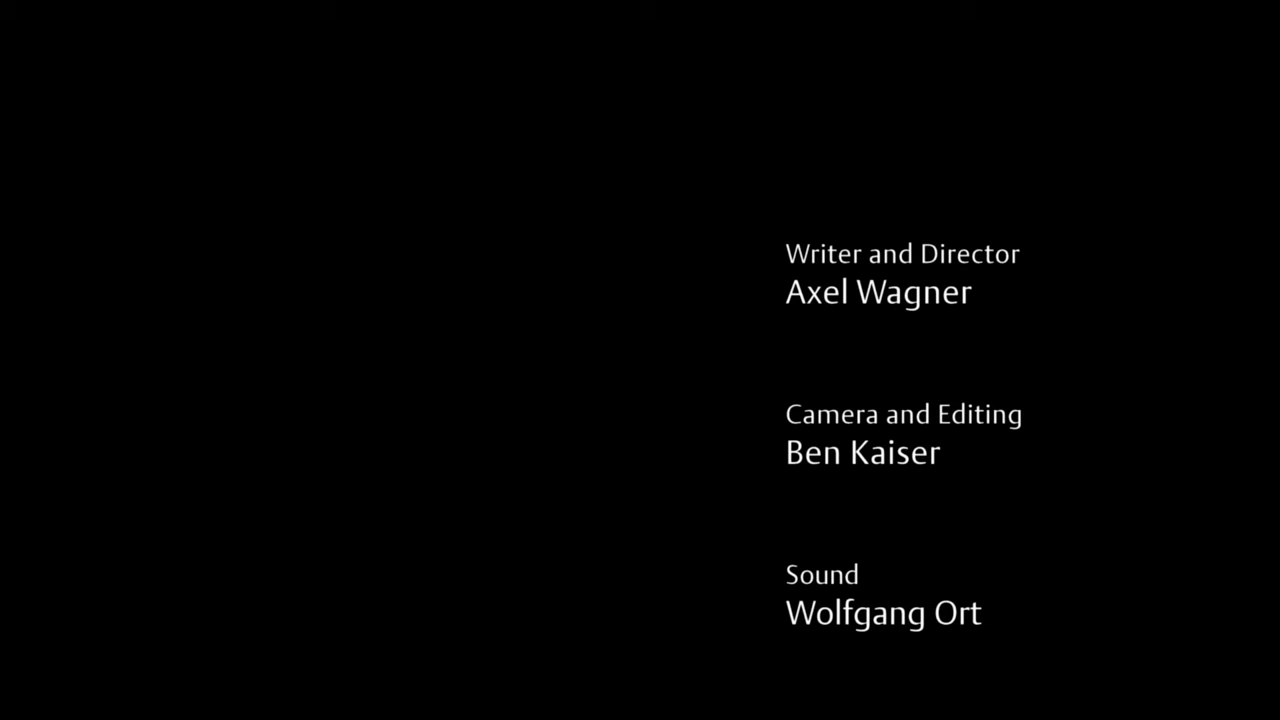 Writer and Director
Axel Wagner
Camera and Editing
Ben Kaiser
Sound
Wolfgang Ort